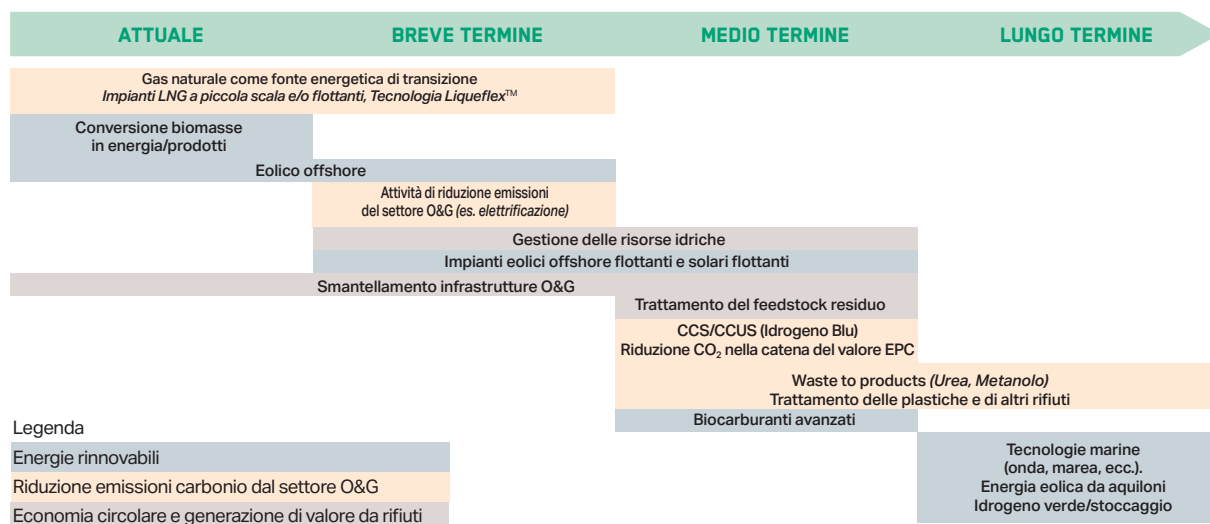 ATTUALE BREVE TERMINE MEDIO TERMINE LUNGO TERMINE
Gas naturale come fonte energetica di transizione
Impianti LNG a piccola scala e/o flottanti, Tecnologia Liqueflex™
Conversione biomasse
in energia/prodotti
Eolico offshore
Attività di riduzione emissioni
del settore O&G (es. elettrificazione)
Gestione delle risorse idriche
Impianti eolici offshore flottanti e solari flottanti
Smantellamento infrastrutture O&G
Trattamento del feedstock residuo
CCS/CCUS (Idrogeno Blu)
Riduzione CO₂ nella catena del valore EPC
Waste to products (Urea, Metanolo)
Trattamento delle plastiche e di altri rifiuti
Biocarburanti avanzati
Tecnologie marine
(onda, marea, ecc.).
Energia eolica da aquiloni
Idrogeno verde/stoccaggio
Legenda
Energie rinnovabili
Riduzione emissioni carbonio dal settore O&G
Economia circolare e generazione di valore da rifiuti